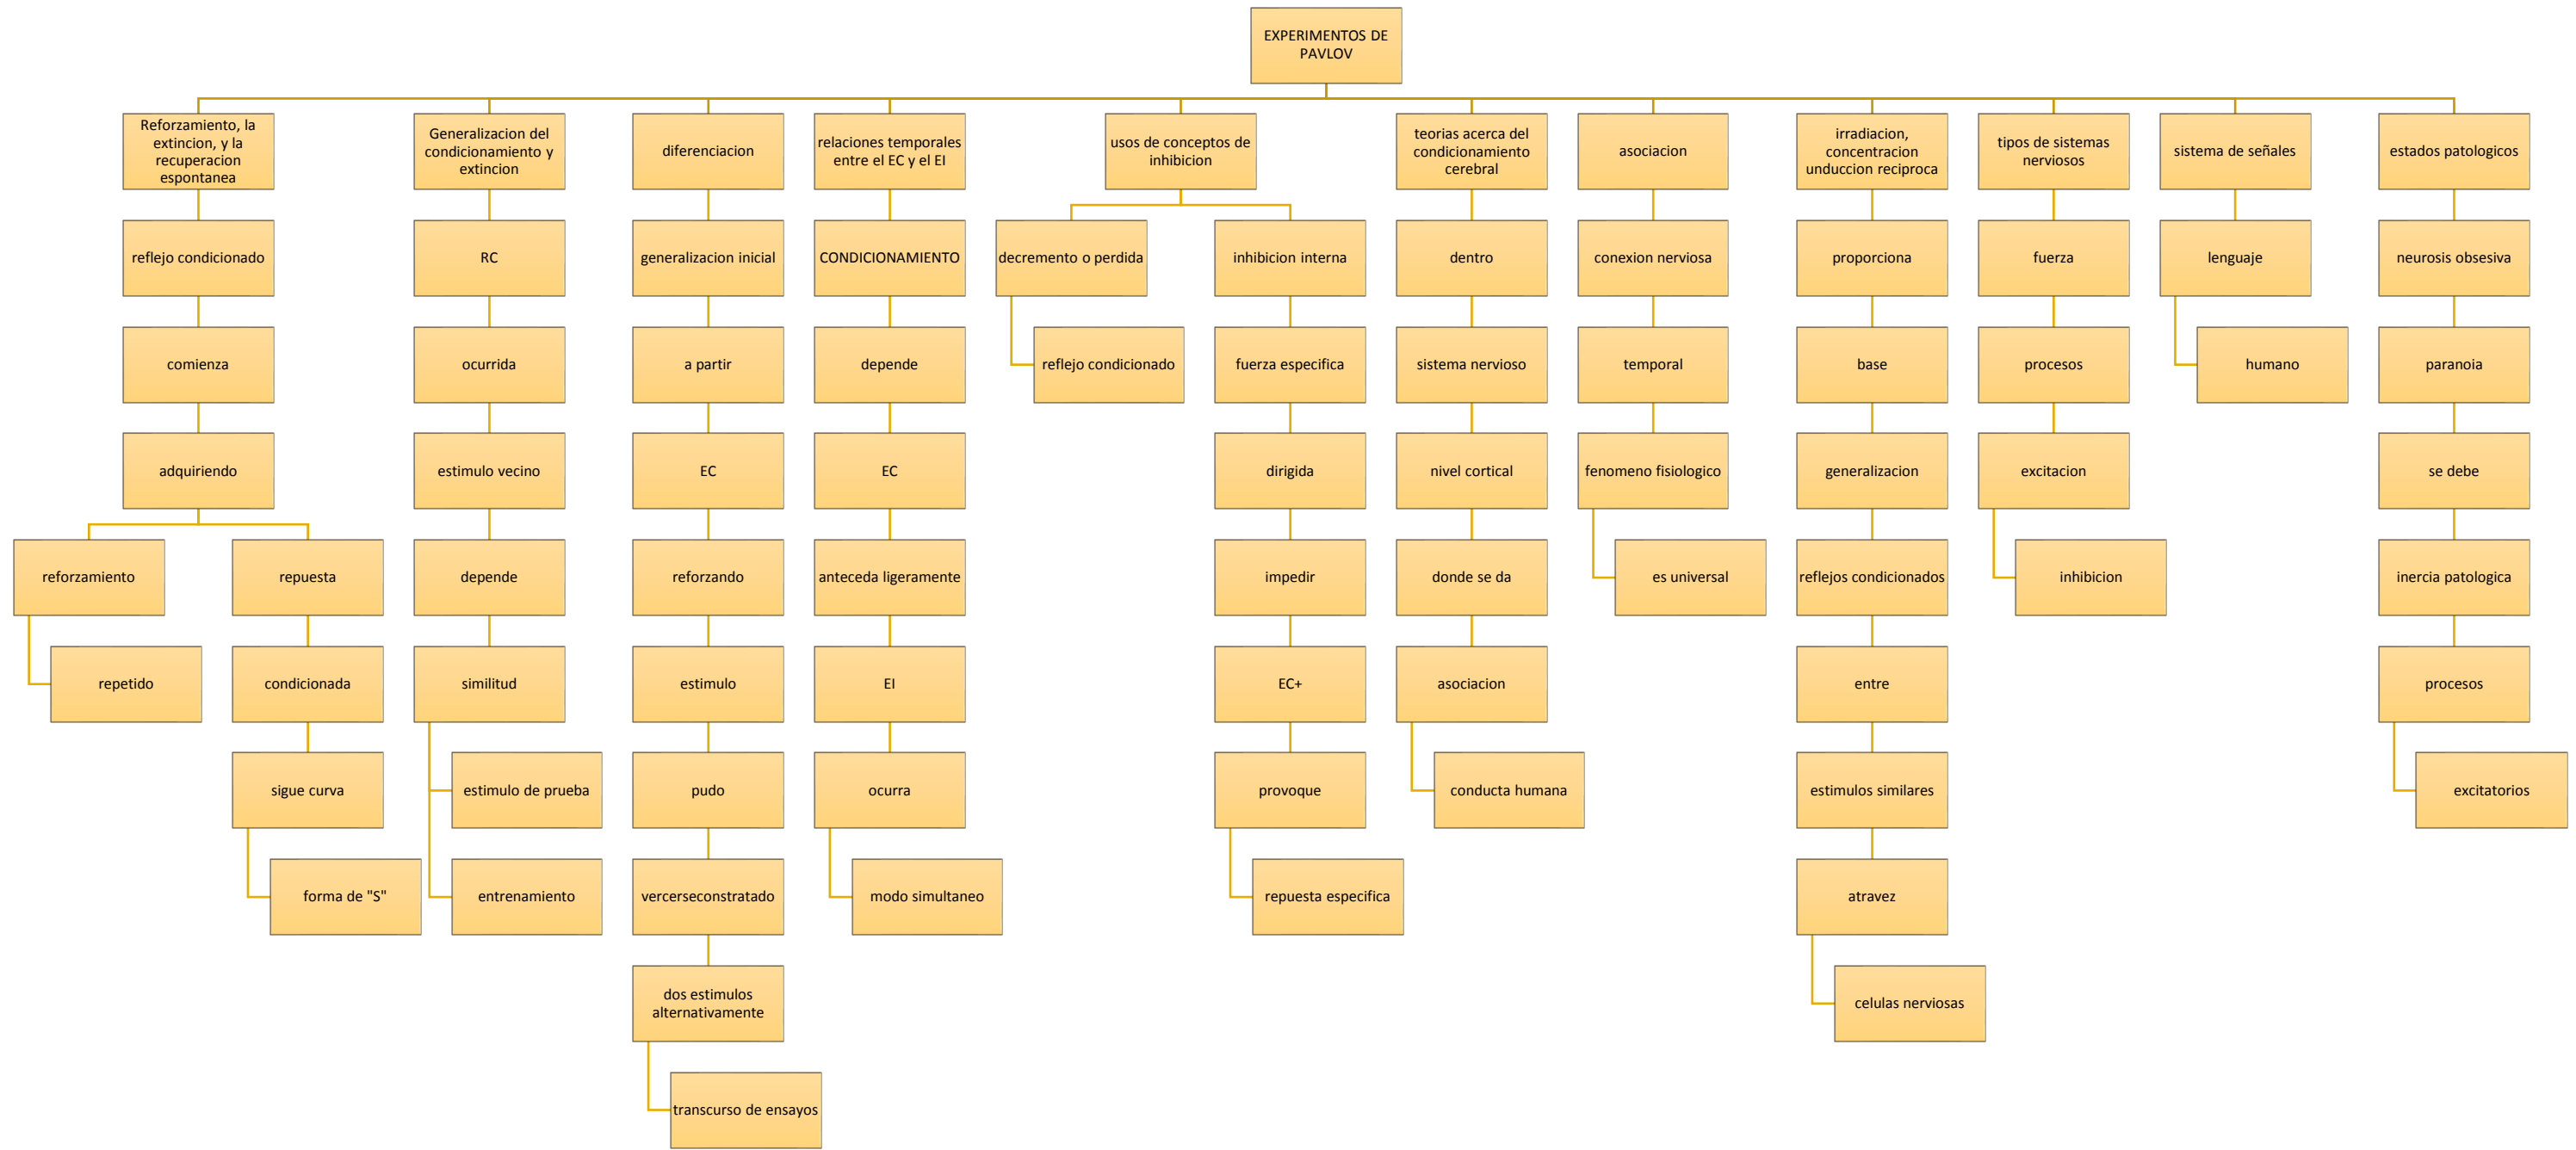 EXPERIMENTOS DE
PAVLOV
Reforzamiento, la
extincion, y la
recuperacion
espontanea
reflejo condicionado
comienza
adquiriendo
reforzamiento
repetido
repuesta
condicionada
sigue curva
forma de "S"
Generalizacion del
condicionamiento y
extincion
RC
ocurrida
estimulo vecino
depende
similitud
estimulo de prueba
entrenamiento
diferenciacion
generalizacion inicial
a partir
EC
reforzando
estimulo
pudo
vercerseconstratado
dos estimulos
alternativamente
transcurso de ensayos
relaciones temporales
entre el EC y el EI
CONDICIONAMIENTO
depende
EC
anteceda ligeramente
EI
ocurra
modo simultaneo
usos de conceptos de
inhibicion
decremento o perdida
reflejo condicionado
inhibicion interna
fuerza especifica
dirigida
impedir
EC+
provoque
repuesta especifica
teorias acerca del
condicionamiento
cerebral
dentro
sistema nervioso
nivel cortical
donde se da
asociacion
conducta humana
asociacion
conexion nerviosa
temporal
fenomeno fisiologico
es universal
irradiacion,
concentracion
unduccion reciproca
proporciona
base
generalizacion
reflejos condicionados
entre
estimulos similares
atravez
celulas nerviosas
tipos de sistemas
nerviosos
fuerza
procesos
excitacion
inhibicion
sistema de señales
lenguaje
humano
estados patologicos
neurosis obsesiva
paranoia
se debe
inercia patologica
procesos
excitatorios